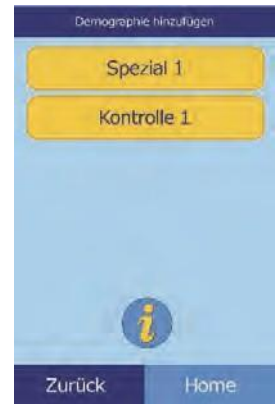 Demographie hinzufügen
Spezial 1
Kontrolle 1
i
Zurück Home